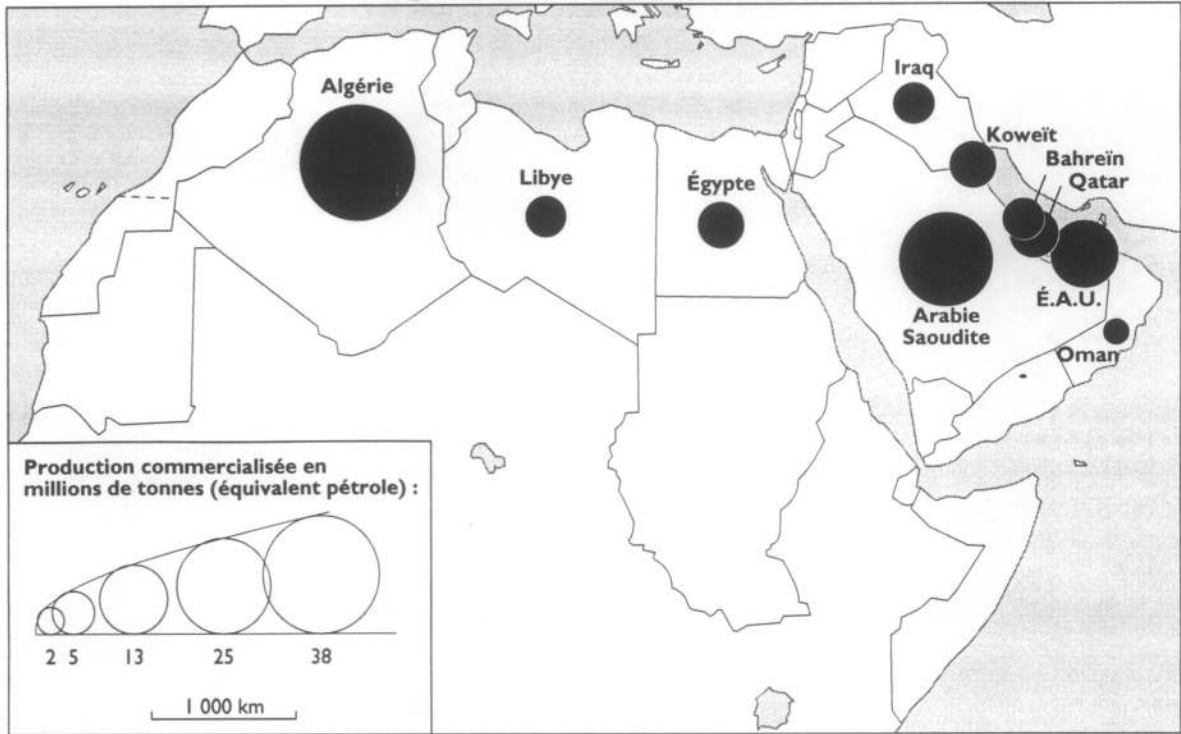 Algérie
Libye
Égypte
Iraq
Koweït
Bahreïn
Qatar
É.A.U.
Arabie
Saoudite
Oman
Production commercialisée en
millions de tonnes (équivalent pétrole) :
2 5 13 25 38
1 000 km